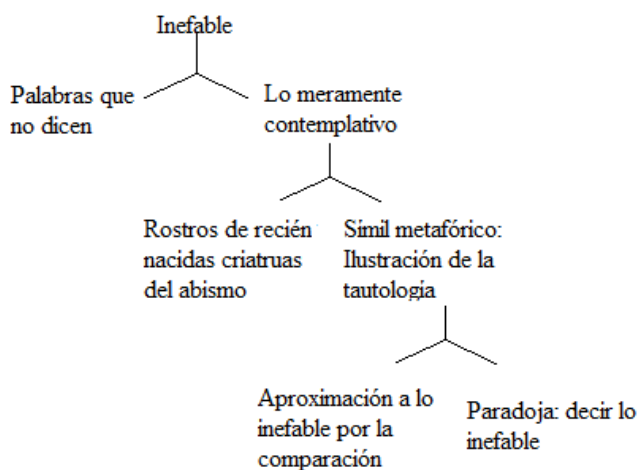 Inefable
Palabras que
no dicen
Lo meramente
contemplativo
Rostros de recién
nacidas criatruas
del abismo
Símil metafórico:
Ilustración de la
tautología
Aproximación a lo
inefable por la
comparación
Paradoja: decir lo
inefable